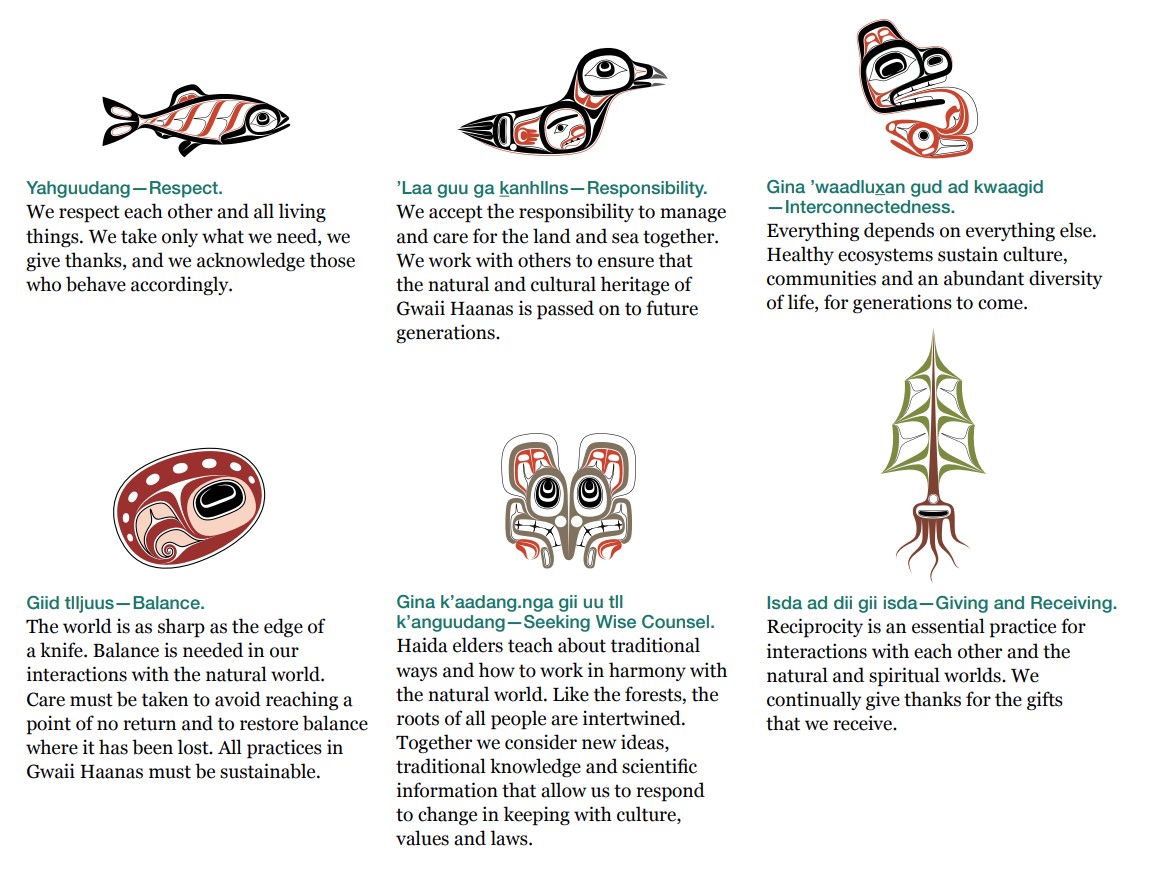 Yahguudang—Respect.
We respect each other and all living
things. We take only what we need, we
give thanks, and we acknowledge those
who behave accordingly.
’Laa guu ga ḵanhllns—Responsibility.
We accept the responsibility to manage
and care for the land and sea together.
We work with others to ensure that
the natural and cultural heritage of
Gwaii Haanas is passed on to future
generations.
Gina ’waadlux̱an gud ad kwaagid
—Interconnectedness.
Everything depends on everything else.
Healthy ecosystems sustain culture,
communities and an abundant diversity
of life, for generations to come.
Giid tlljuus—Balance.
The world is as sharp as the edge of
a knife. Balance is needed in our
interactions with the natural world.
Care must be taken to avoid reaching a
point of no return and to restore balance
where it has been lost. All practices in
Gwaii Haanas must be sustainable.
Gina k’aadang.nga gii uu tll
k’anguudang—Seeking Wise Counsel.
Haida elders teach about traditional
ways and how to work in harmony with
the natural world. Like the forests, the
roots of all people are intertwined.
Together we consider new ideas,
traditional knowledge and scientific
information that allow us to respond
to change in keeping with culture,
values and laws.
Isda ad dii gii isda—Giving and Receiving.
Reciprocity is an essential practice for
interactions with each other and the
natural and spiritual worlds. We
continually give thanks for the gifts
that we receive.